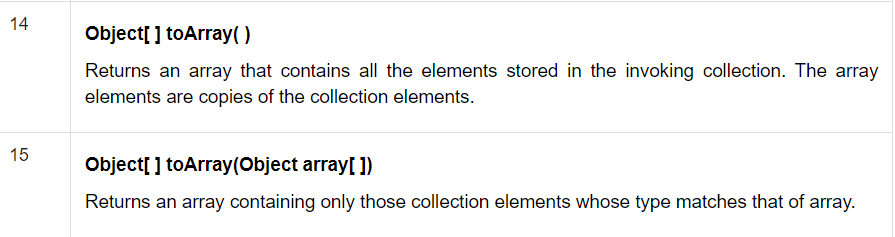 14
Object[ ] toArray( )
Returns an array that contains all the elements stored in the invoking collection. The array
elements are copies of the collection elements.
15
Object[ ] toArray(Object array[ ])
Returns an array containing only those collection elements whose type matches that of array.